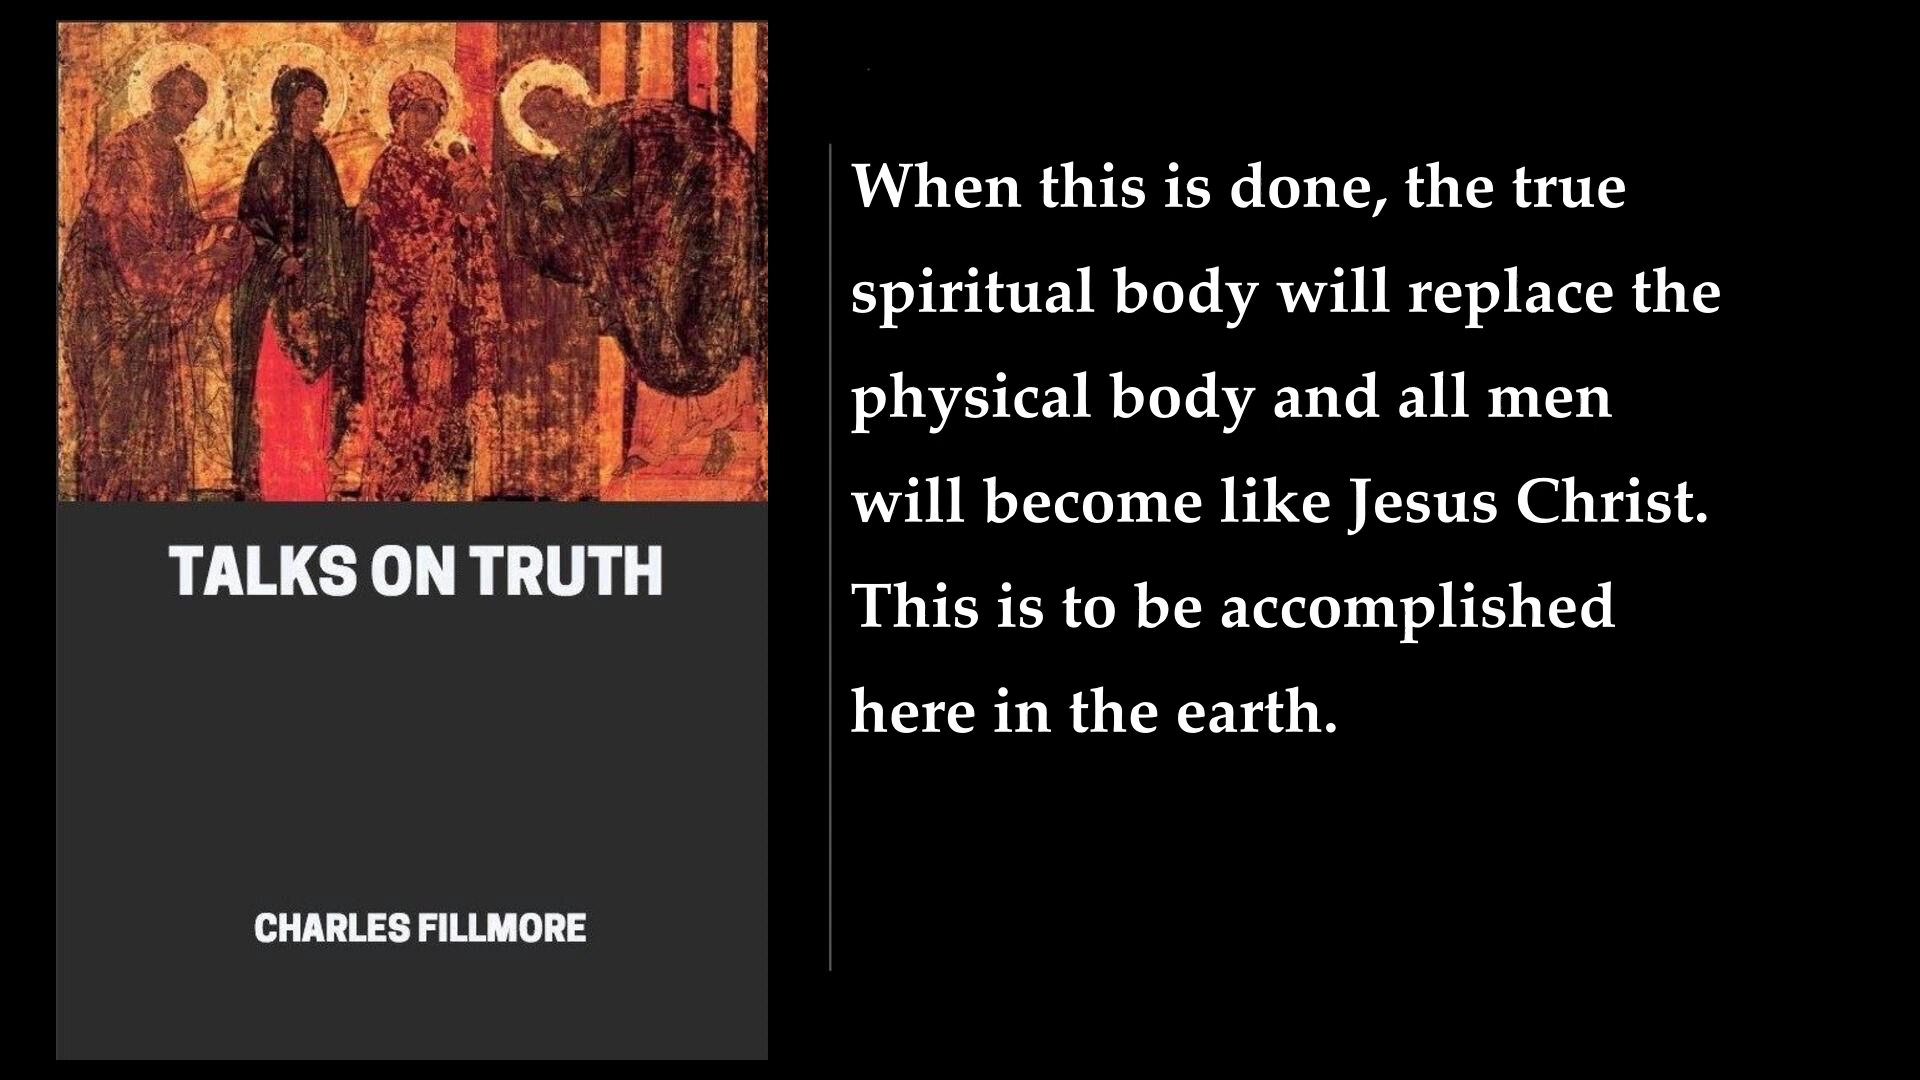 TALKS ON TRUTH
CHARLES FILLMORE
When this is done, the true
spiritual body will replace the
physical body and all men
will become like Jesus Christ.
This is to be accomplished
here in the earth.